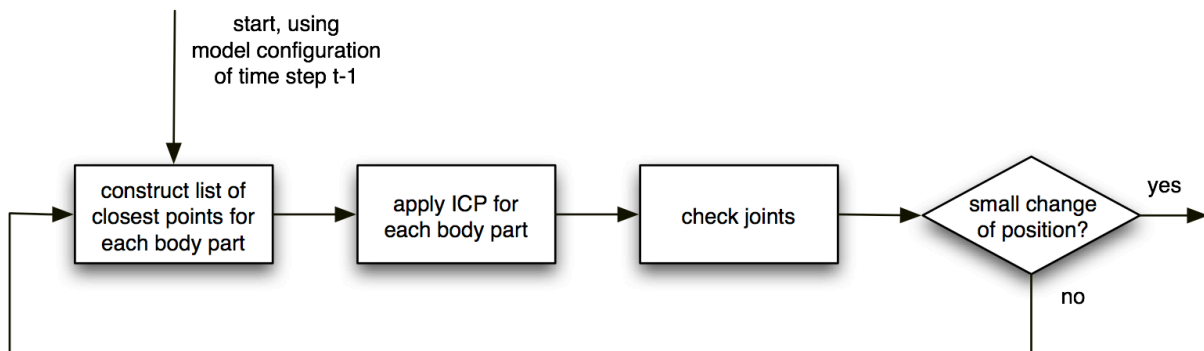 start, using
model configuration
of time step t-1
construct list of
closest points for
each body part
apply ICP for
each body part
check joints
small change
of position?
yes
no